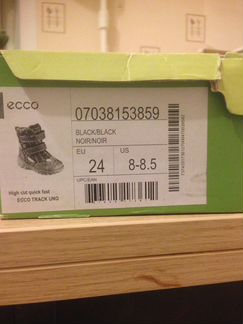 ecco
07038153859
BLACK/BLACK
NOIR/NOIR
EU US
24 8-8.5
UPC/EAN
High cut quick fast
ECCO TRACK UNO